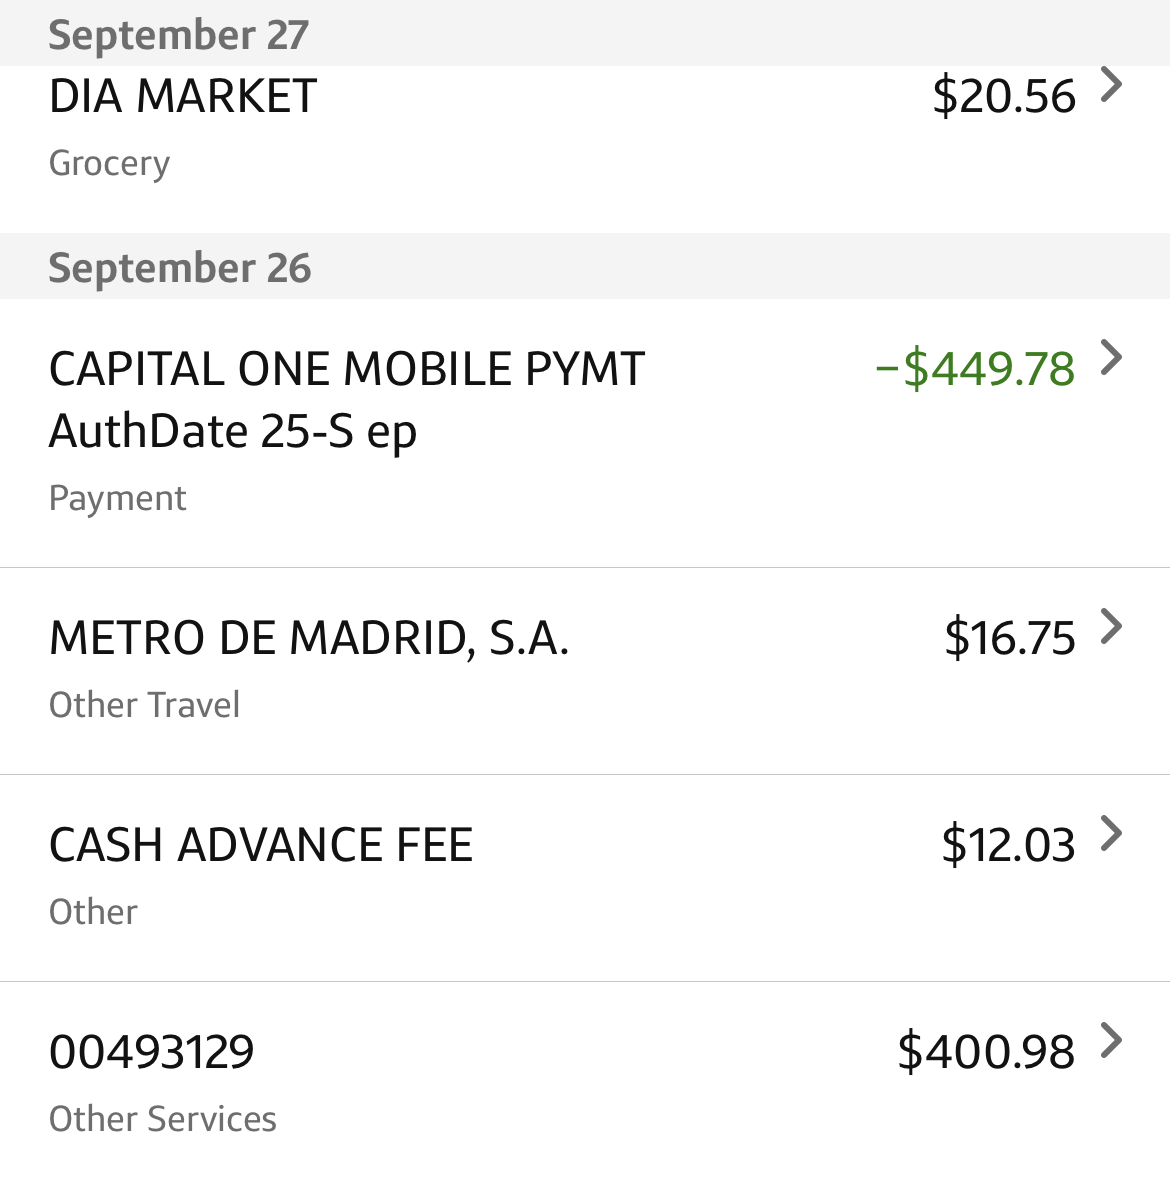 September 27
DIA MARKET $20.56
Grocery
September 26
CAPITAL ONE MOBILE PYMT −$449.78
AuthDate 25-S ep
Payment
METRO DE MADRID, S.A. $16.75
Other Travel
CASH ADVANCE FEE $12.03
Other
00493129 $400.98
Other Services